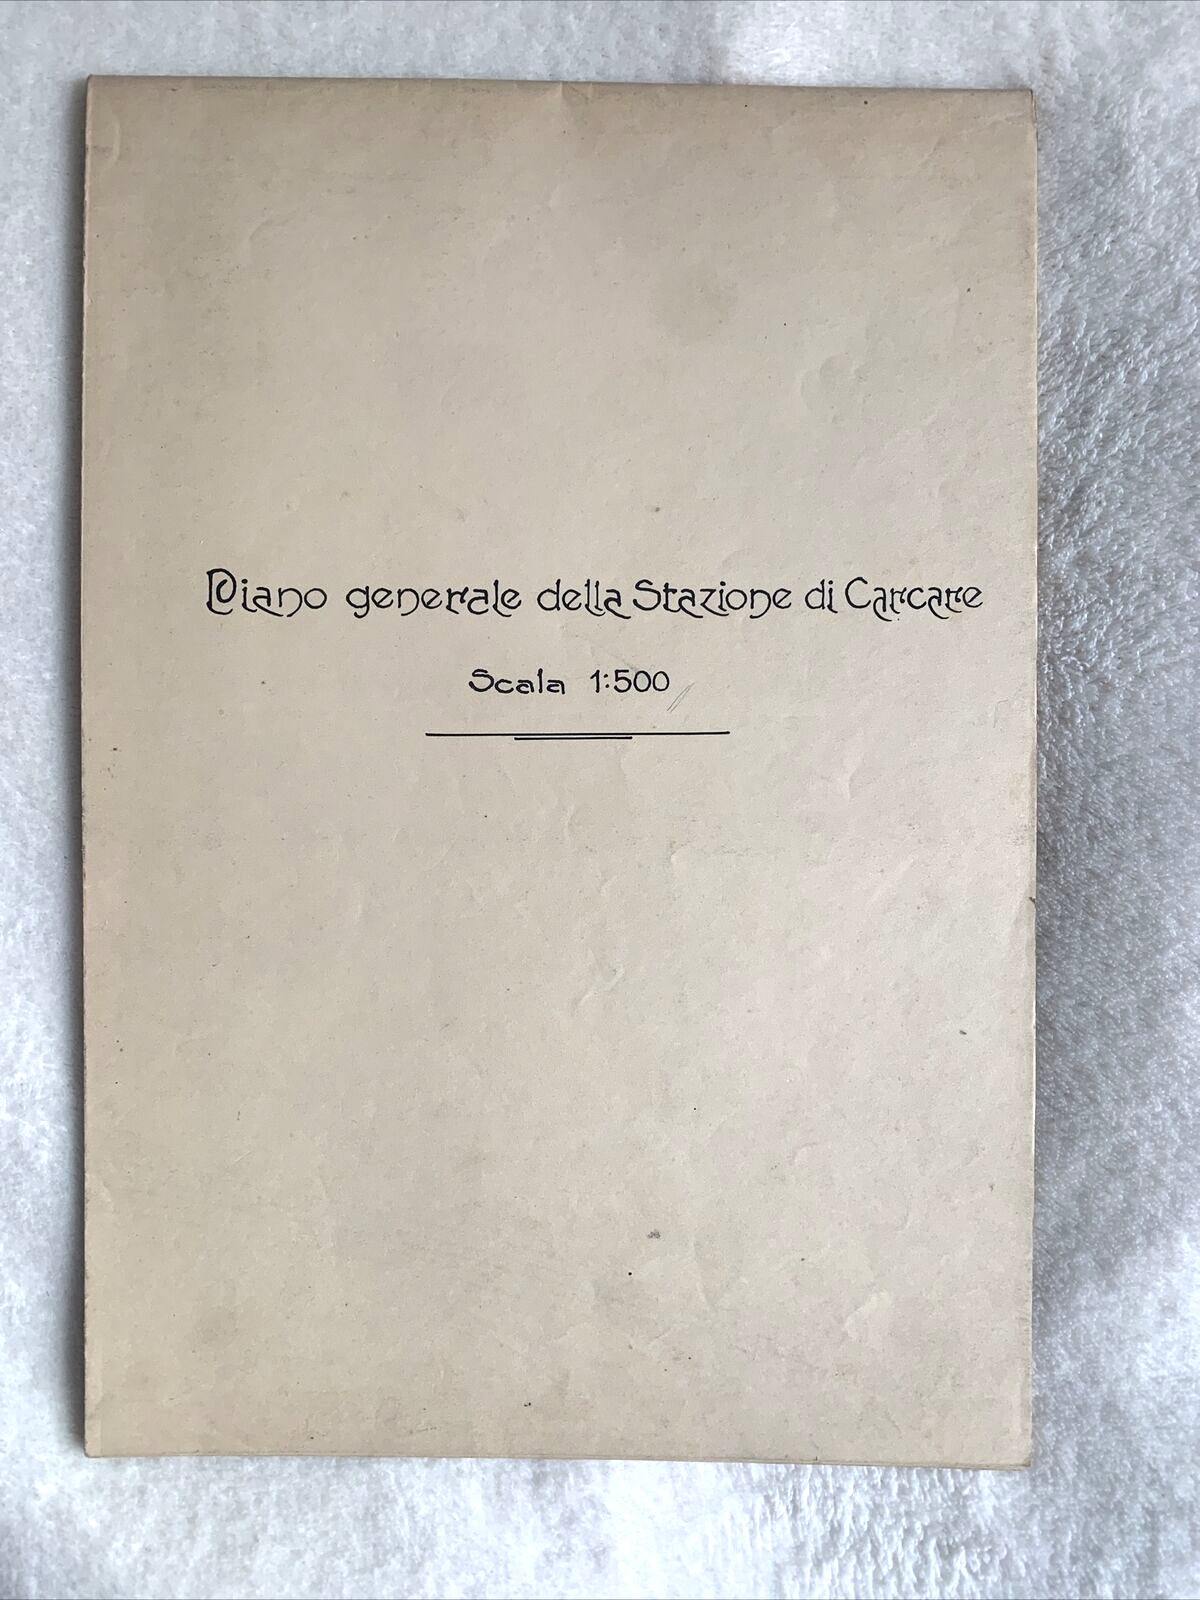 Piano generale della Stazione di Carcare
Scala 1:500